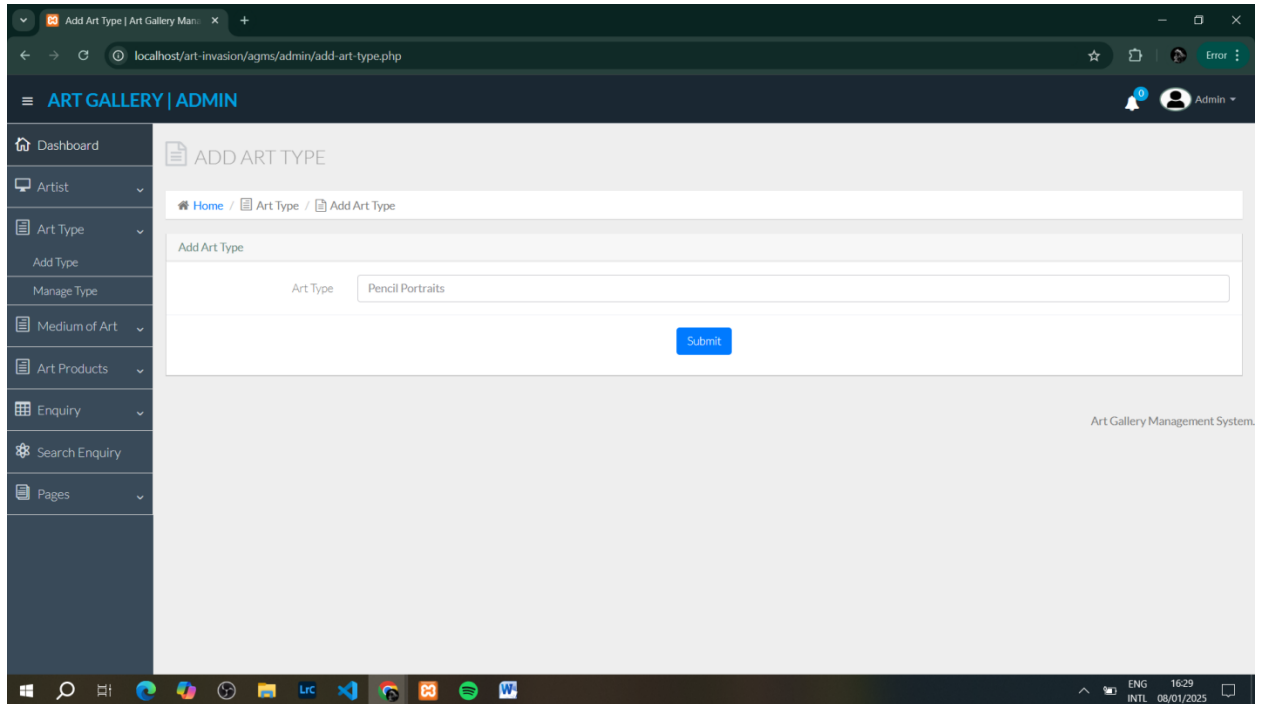 Add Art Type | Art Gallery Mana
localhost/art-invasion/agms/admin/add-art-type.php
Error
ART GALLERY | ADMIN
0
Admin
Dashboard
Artist
Art Type
Add Type
Manage Type
Medium of Art
Art Products
Enquiry
Search Enquiry
Pages
ADD ART TYPE
Home / Art Type / Add Art Type
Add Art Type
Art Type Pencil Portraits
Submit
Art Gallery Management System.
LrC
W
ENG 16:29
INTL 08/01/2025